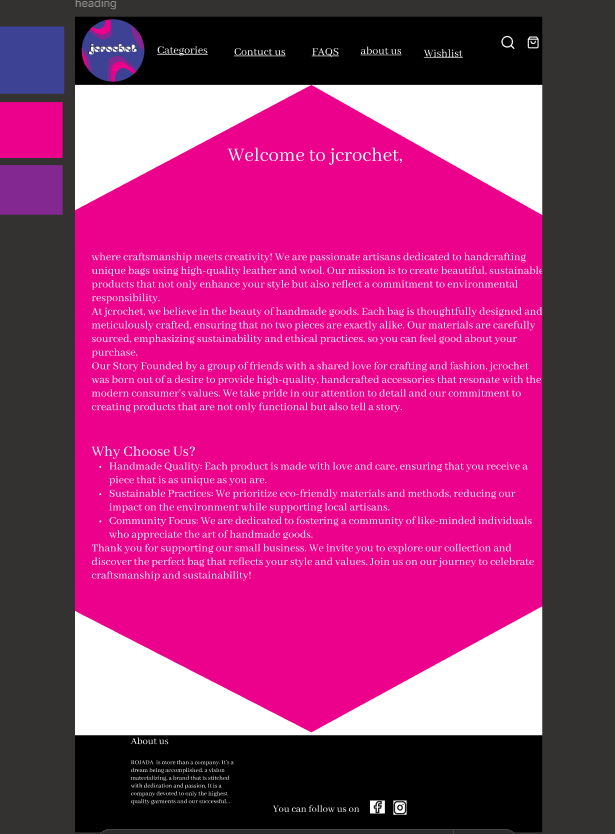 heading
jcrochet
Categories
Contuct us
FAQS
about us
Wishlist
Welcome to jcrochet,
where craftsmanship meets creativity! We are passionate artisans dedicated to handcrafting
unique bags using high-quality leather and wool. Our mission is to create beautiful, sustainable
products that not only enhance your style but also reflect a commitment to environmental
responsibility.
At jcrochet, we believe in the beauty of handmade goods. Each bag is thoughtfully designed and
meticulously crafted, ensuring that no two pieces are exactly alike. Our materials are carefully
sourced, emphasizing sustainability and ethical practices, so you can feel good about your
purchase.
Our Story Founded by a group of friends with a shared love for crafting and fashion, jcrochet
was born out of a desire to provide high-quality, handcrafted accessories that resonate with the
modern consumer's values. We take pride in our attention to detail and our commitment to
creating products that are not only functional but also tell a story.
Why Choose Us?
• Handmade Quality: Each product is made with love and care, ensuring that you receive a
piece that is as unique as you are.
• Sustainable Practices: We prioritize eco-friendly materials and methods, reducing our
impact on the environment while supporting local artisans.
• Community Focus: We are dedicated to fostering a community of like-minded individuals
who appreciate the art of handmade goods.
Thank you for supporting our small business. We invite you to explore our collection and
discover the perfect bag that reflects your style and values. Join us on our journey to celebrate
craftsmanship and sustainability!
About us
ROJADA is more than a company. It's a
dream being accomplished, a vision
materializing, a brand that is stitched
with dedication and passion. It is a
company devoted to only the highest
quality garments and our successful...
You can follow us on